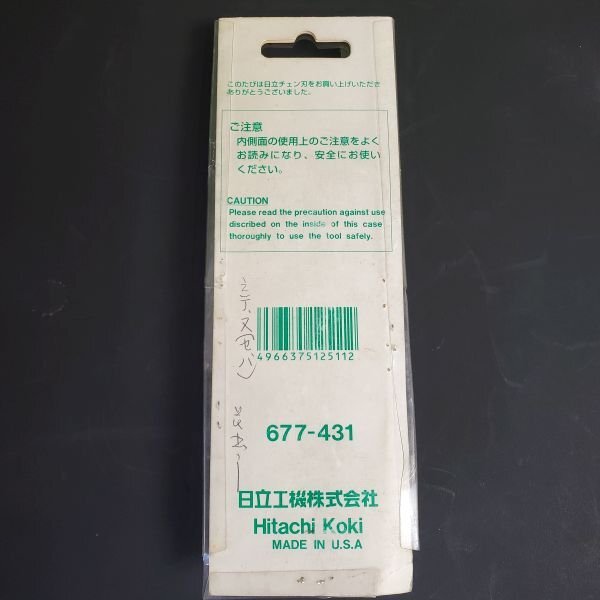 このたびは日立チェン刃をお買い上げいただき
ありがとうございました。
ご注意
内側面の使用上のご注意をよく
お読みになり、安全にお使い
ください。
CAUTION
Please read the precaution against use
discribed on the inside of this case
thoroughly to use the tool safely.
4966375125112
677-431
日立工機株式会社
Hitachi Koki
MADE IN U.S.A